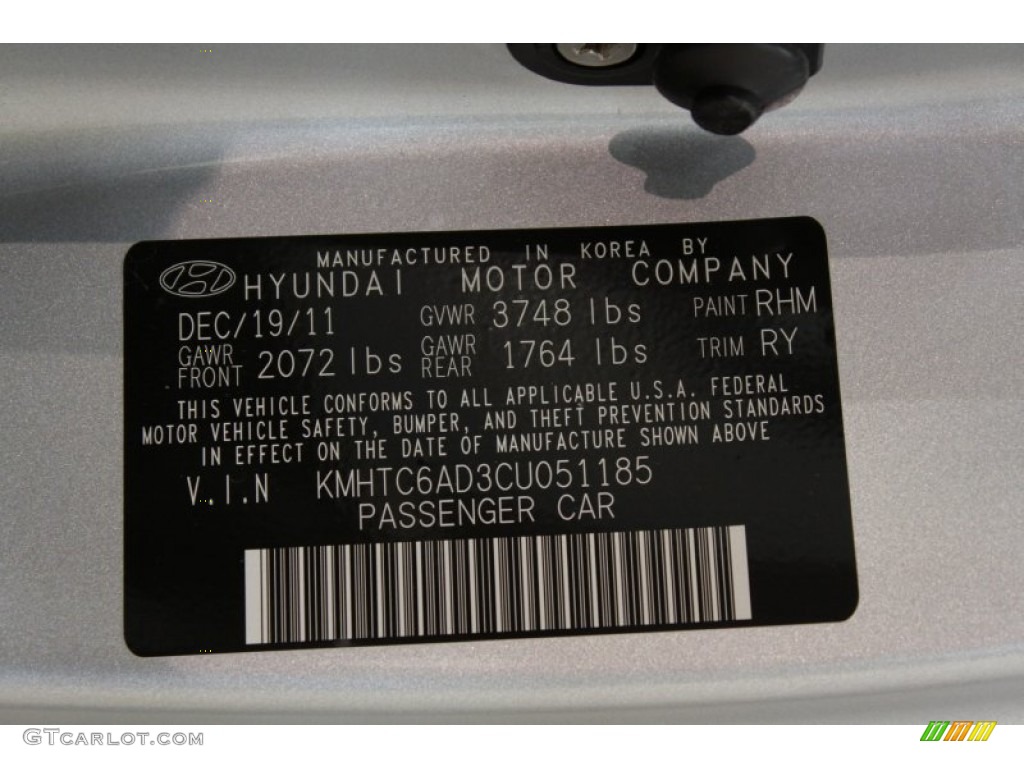 MANUFACTURED IN KOREA BY
HYUNDAI MOTOR COMPANY
DEC/19/11 GVWR 3748 lbs PAINT RHM
GAWR FRONT 2072 lbs GAWR REAR 1764 lbs TRIM RY
THIS VEHICLE CONFORMS TO ALL APPLICABLE U.S.A. FEDERAL
MOTOR VEHICLE SAFETY, BUMPER, AND THEFT PREVENTION STANDARDS
IN EFFECT ON THE DATE OF MANUFACTURE SHOWN ABOVE
V.I.N KMHTC6AD3CU051185
PASSENGER CAR
GTCARLOT.COM